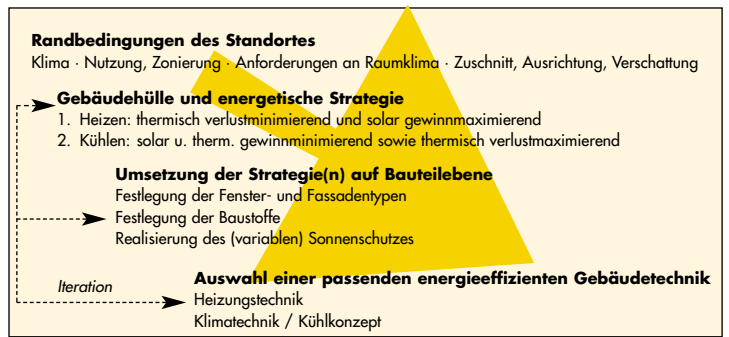 Randbedingungen des Standortes
Klima · Nutzung, Zonierung · Anforderungen an Raumklima · Zuschnitt, Ausrichtung, Verschattung
Gebäudehülle und energetische Strategie
1. Heizen: thermisch verlustminimierend und solar gewinnmaximierend
2. Kühlen: solar u. therm. gewinnminimierend sowie thermisch verlustmaximierend
Umsetzung der Strategie(n) auf Bauteilebene
Festlegung der Fenster- und Fassadentypen
Festlegung der Baustoffe
Realisierung des (variablen) Sonnenschutzes
Auswahl einer passenden energieeffizienten Gebäudetechnik
Iteration
Heizungstechnik
Klimatechnik / Kühlkonzept